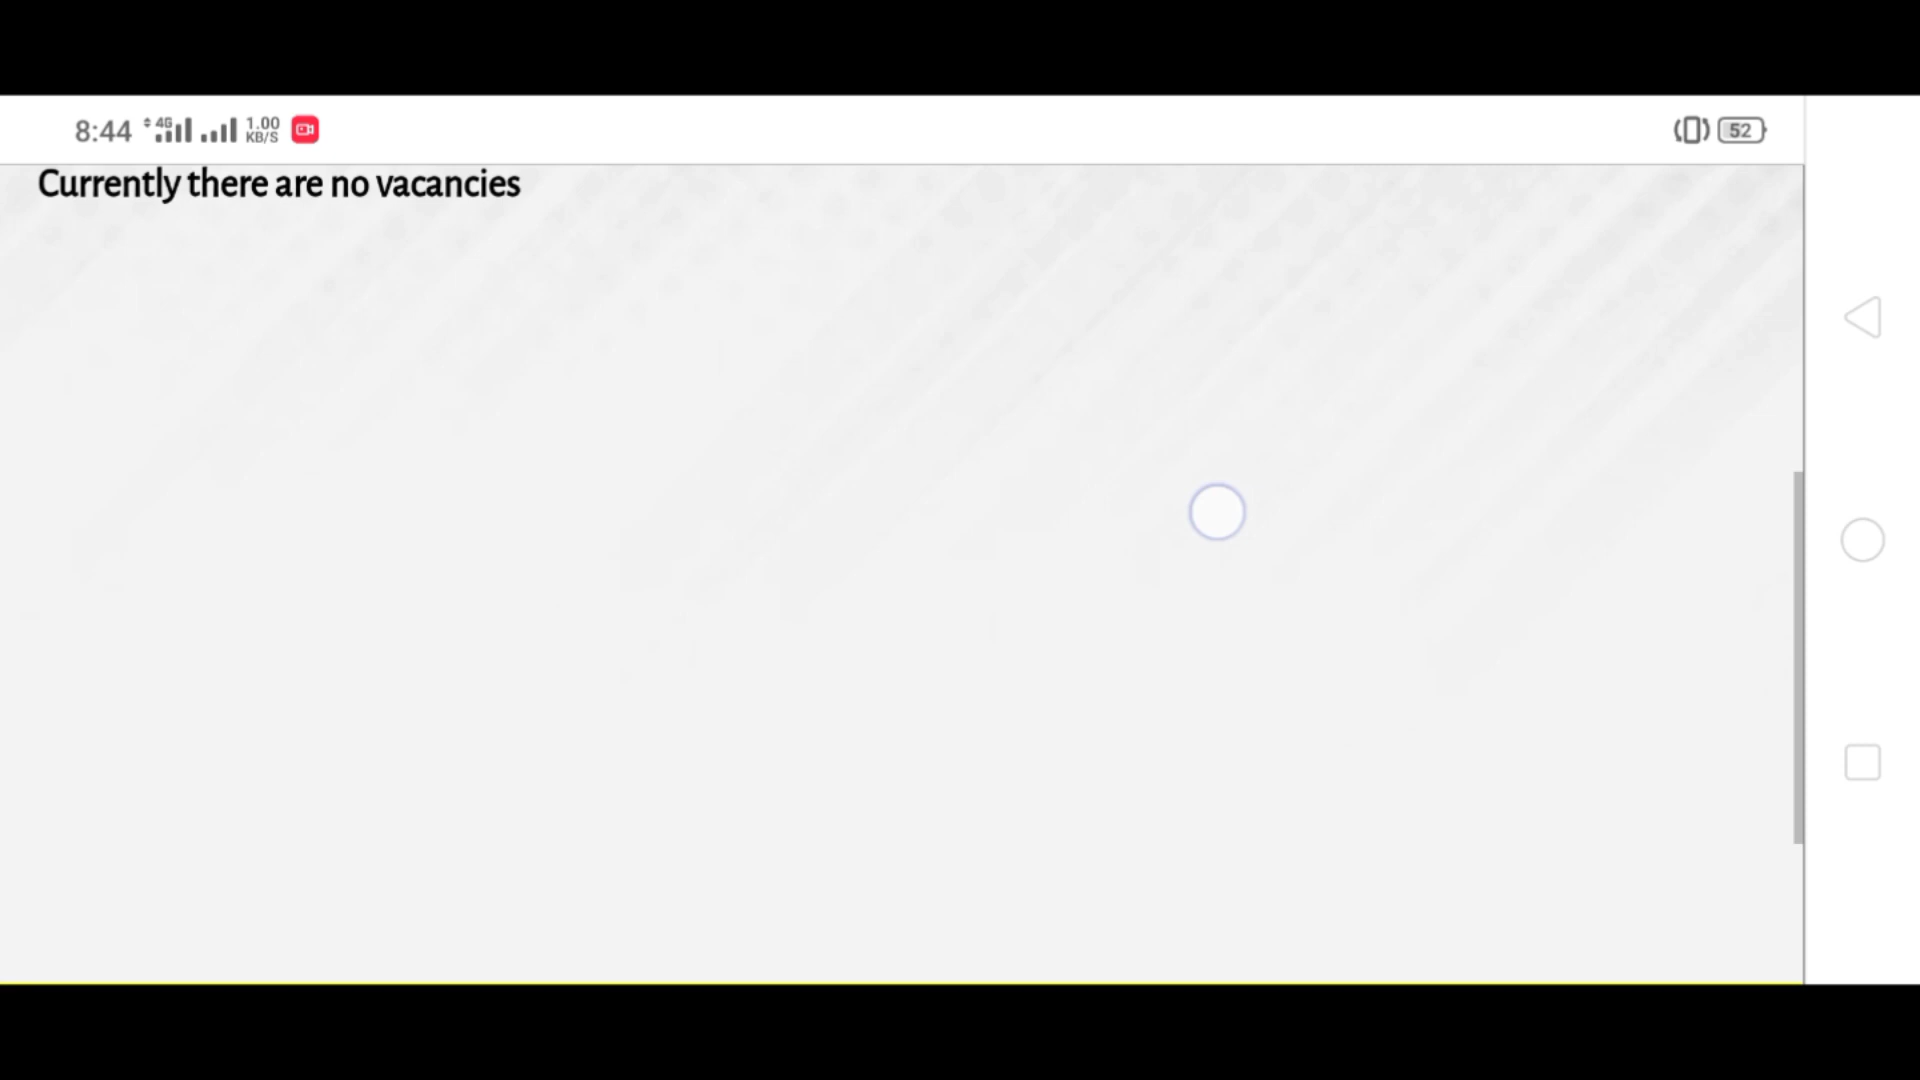 8:44 4G 1.00 KB/S 52
Currently there are no vacancies